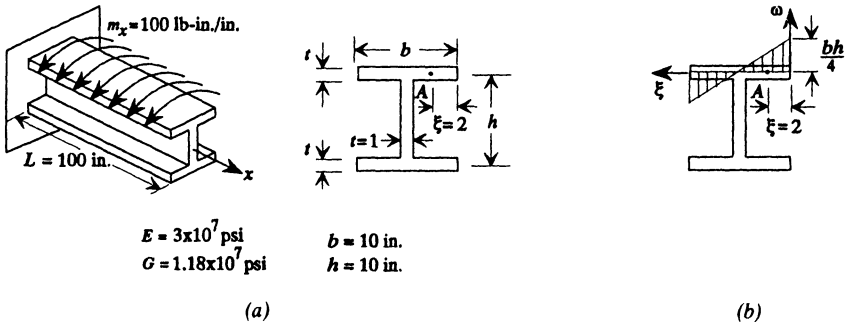 m_x = 100 lb-in./in.
L = 100 in.
x
t
b
A
ξ = 2
h
t = 1
t
E = 3x10^7 psi
G = 1.18x10^7 psi
b = 10 in.
h = 10 in.
(a)
ω
bh/4
ξ
A
ξ = 2
(b)